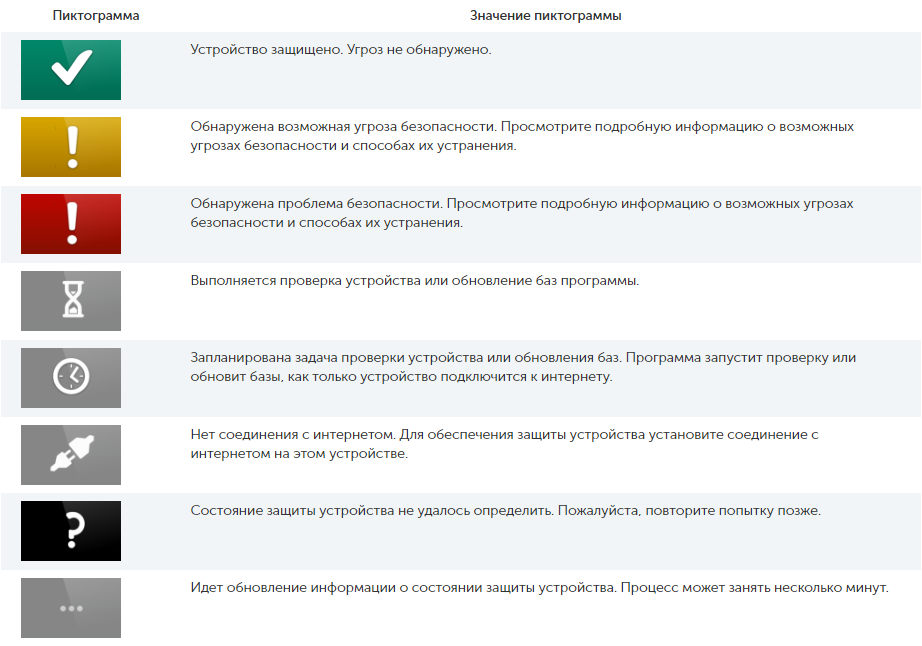 Пиктограмма Значение пиктограммы
Устройство защищено. Угроз не обнаружено.
!
Обнаружена возможная угроза безопасности. Просмотрите подробную информацию о возможных
угрозах безопасности и способах их устранения.
!
Обнаружена проблема безопасности. Просмотрите подробную информацию о возможных угрозах
безопасности и способах их устранения.
Выполняется проверка устройства или обновление баз программы.
Запланирована задача проверки устройства или обновления баз. Программа запустит проверку или
обновит базы, как только устройство подключится к интернету.
Нет соединения с интернетом. Для обеспечения защиты устройства установите соединение с
интернетом на этом устройстве.
?
Состояние защиты устройства не удалось определить. Пожалуйста, повторите попытку позже.
...
Идет обновление информации о состоянии защиты устройства. Процесс может занять несколько минут.